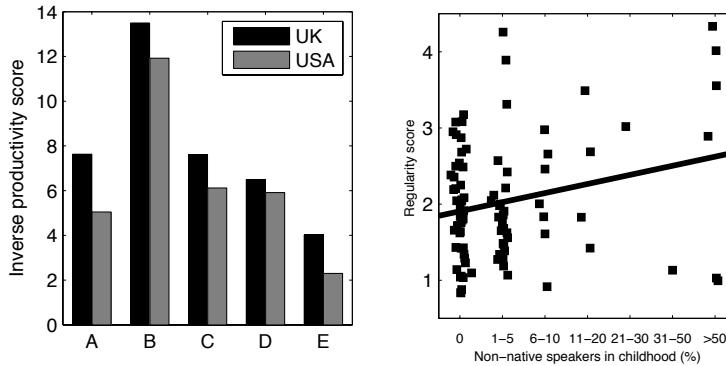 14
12
10
8
6
4
2
0
Inverse productivity score
UK
USA
A B C D E
4
3
2
1
Regularity score
0 1−5 6−10 11−20 21−30 31−50 >50
Non−native speakers in childhood (%)